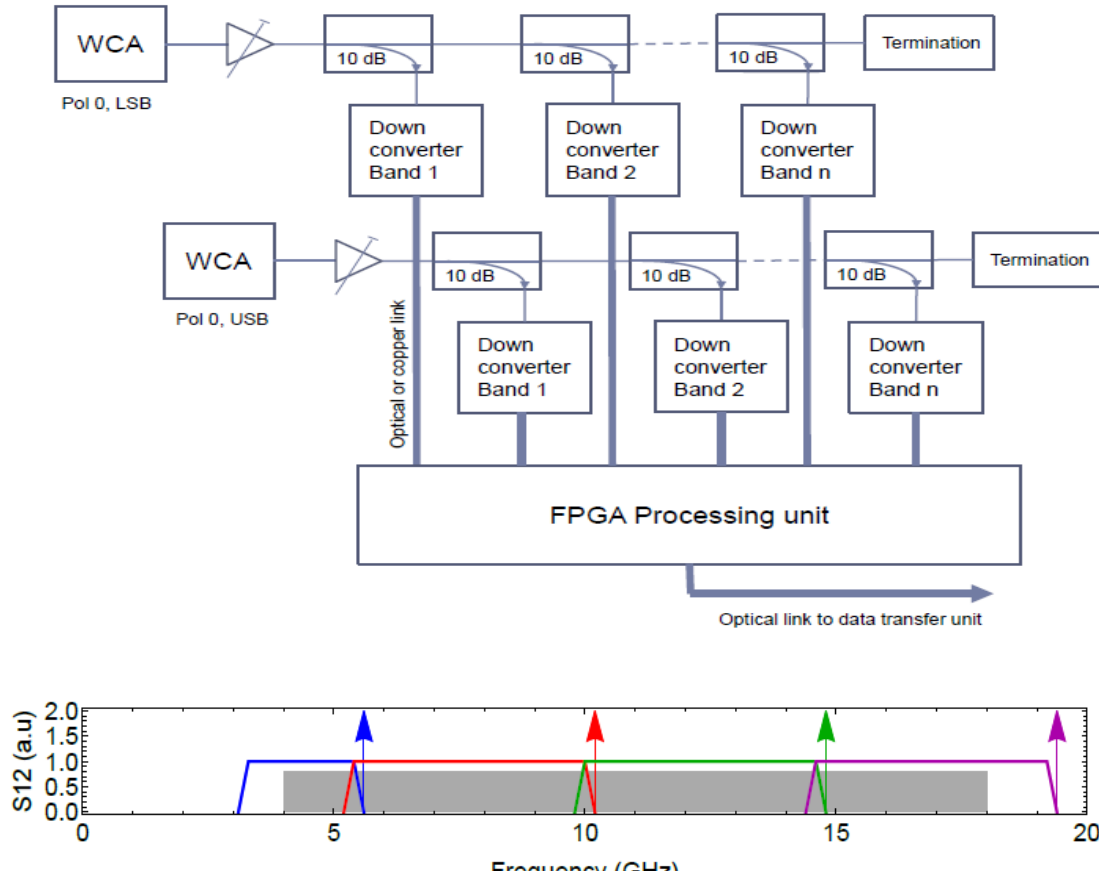 WCA
10 dB
10 dB
10 dB
Termination
Pol 0, LSB
Down
converter
Band 1
Down
converter
Band 2
Down
converter
Band n
WCA
10 dB
10 dB
10 dB
Termination
Pol 0, USB
Optical or copper link
Down
converter
Band 1
Down
converter
Band 2
Down
converter
Band n
FPGA Processing unit
Optical link to data transfer unit
S12 (a.u)
2.0
1.5
1.0
0.5
0.0
0
5
10
15
20
Frequency (GHz)